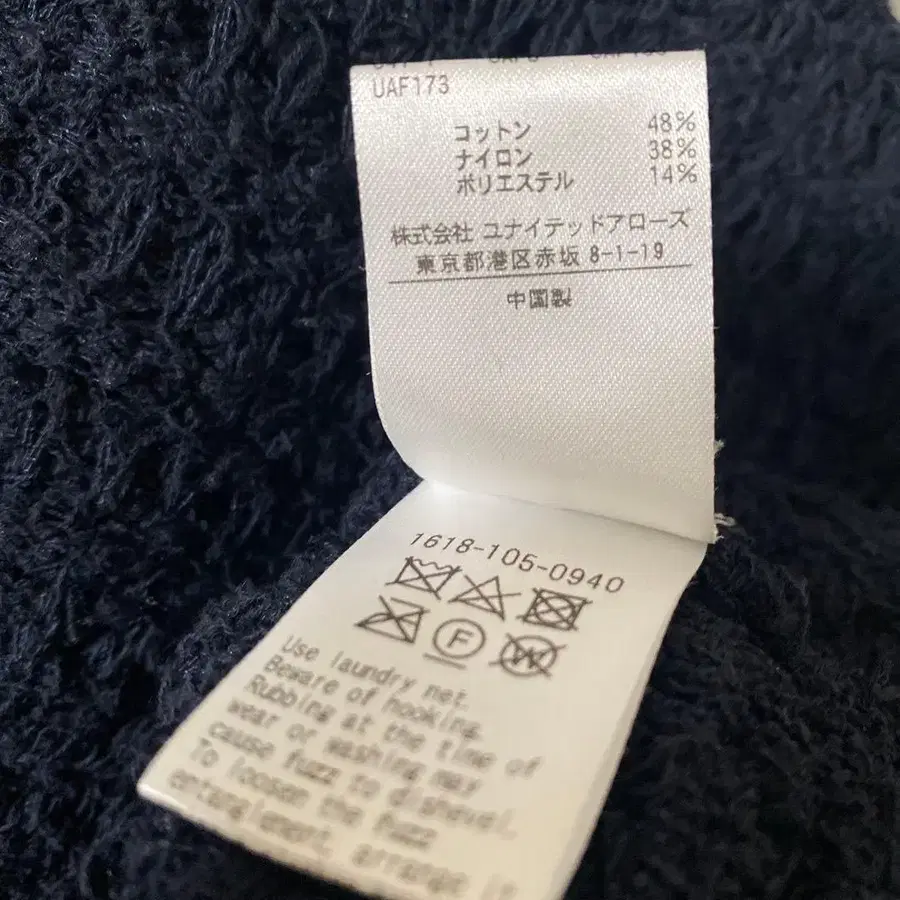 UAF173
コットン 48%
ナイロン 38%
ポリエステル 14%
株式会社 ユナイテッドアローズ
東京都港区赤坂 8-1-19
中国製
1618-105-0940
F
W
Use laundry net.
Beware of hooking.
Rubbing at the time of
wear or washing may
cause fuzz to dishevel.
To loosen the fuzz
entanglement, arrange it